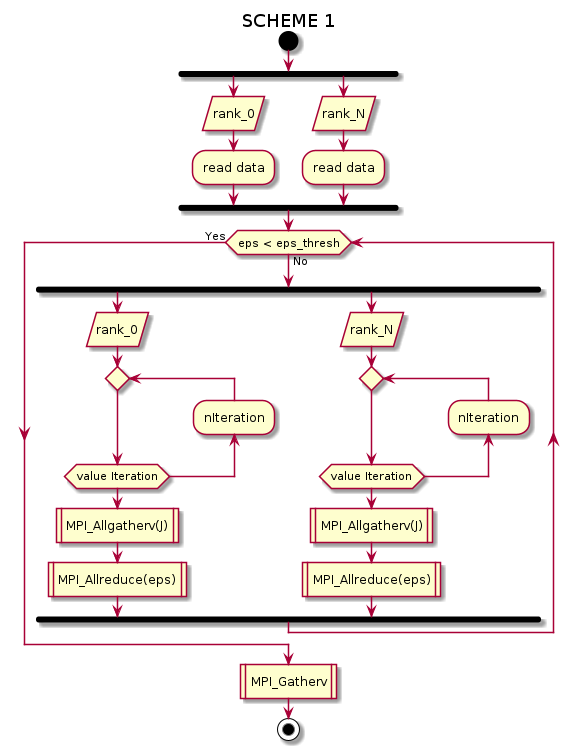 SCHEME 1
rank_0
rank_N
read data
read data
Yes
eps < eps_thresh
No
rank_0
rank_N
nIteration
nIteration
value Iteration
value Iteration
MPI_Allgatherv(J)
MPI_Allgatherv(J)
MPI_Allreduce(eps)
MPI_Allreduce(eps)
MPI_Gatherv